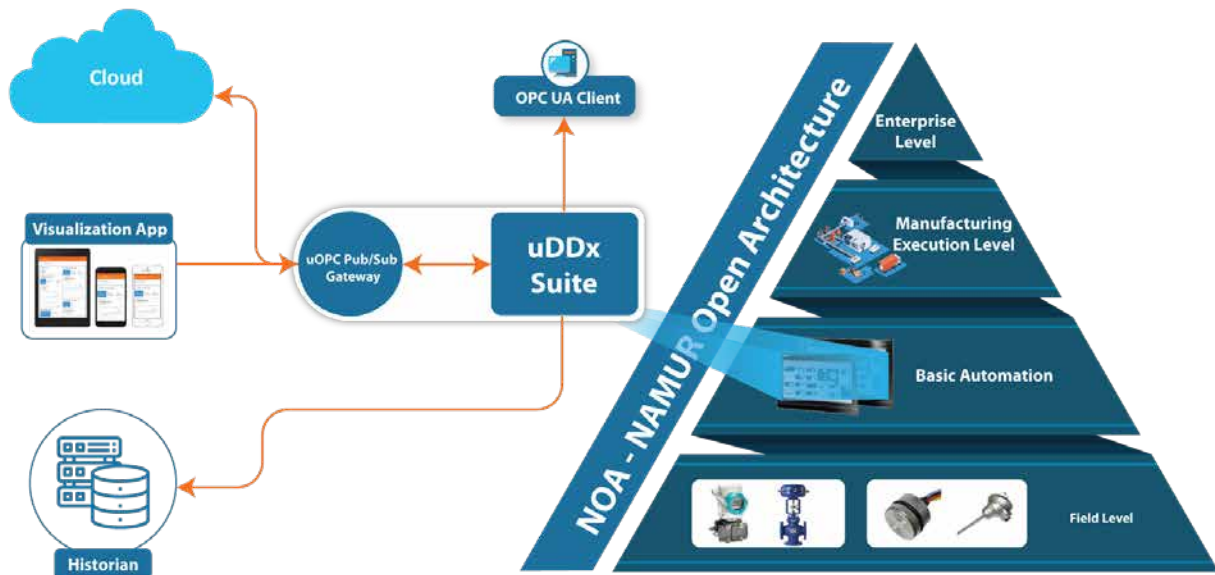 Cloud
OPC UA Client
Visualization App
uOPC Pub/Sub
Gateway
uDDx
Suite
Historian
NOA - NAMUR Open Architecture
Enterprise
Level
Manufacturing
Execution Level
Basic Automation
Field Level